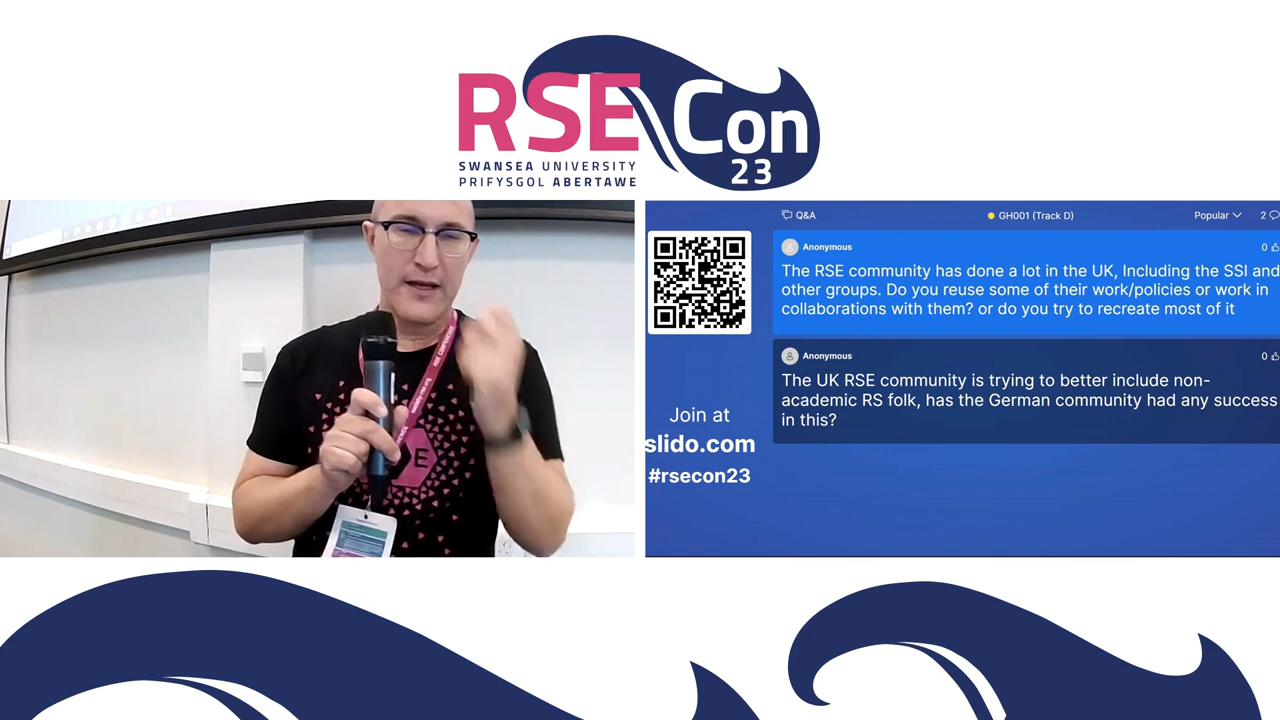 RSE Con
23
SWANSEA UNIVERSITY
PRIFYSGOL ABERTAWE
Q&A
GH001 (Track D)
Popular
2
Anonymous
0
The RSE community has done a lot in the UK, Including the SSI and
other groups. Do you reuse some of their work/policies or work in
collaborations with them? or do you try to recreate most of it
Anonymous
0
The UK RSE community is trying to better include non-
academic RS folk, has the German community had any success
in this?
Join at
slido.com
#rsecon23
E